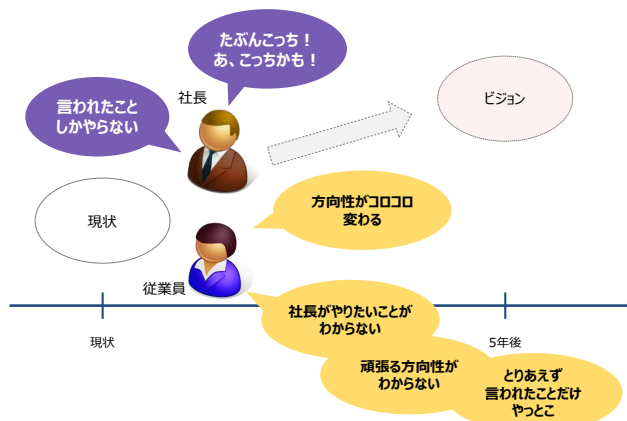 たぶんこっち！
あ、こっちかも！
社長
言われたこと
しかやらない
ビジョン
方向性がコロコロ
変わる
現状
従業員
社長がやりたいことが
わからない
現状
5年後
頑張る方向性が
わからない
とりあえず
言われたことだけ
やっとこ